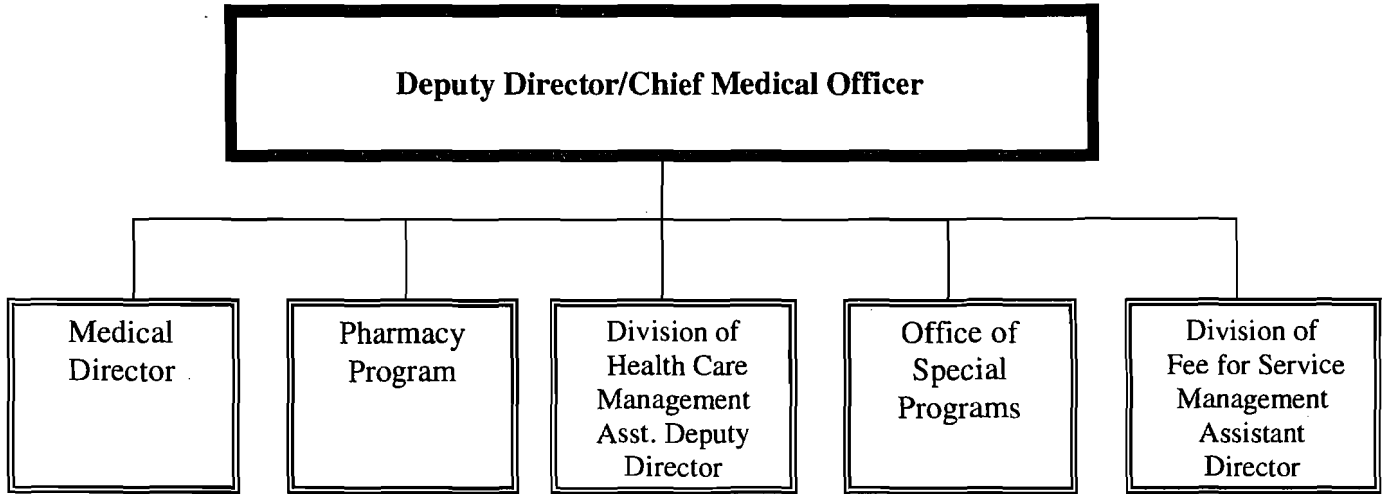 Deputy Director/Chief Medical Officer
Medical
Director
Pharmacy
Program
Division of
Health Care
Management
Asst. Deputy
Director
Office of
Special
Programs
Division of
Fee for Service
Management
Assistant
Director